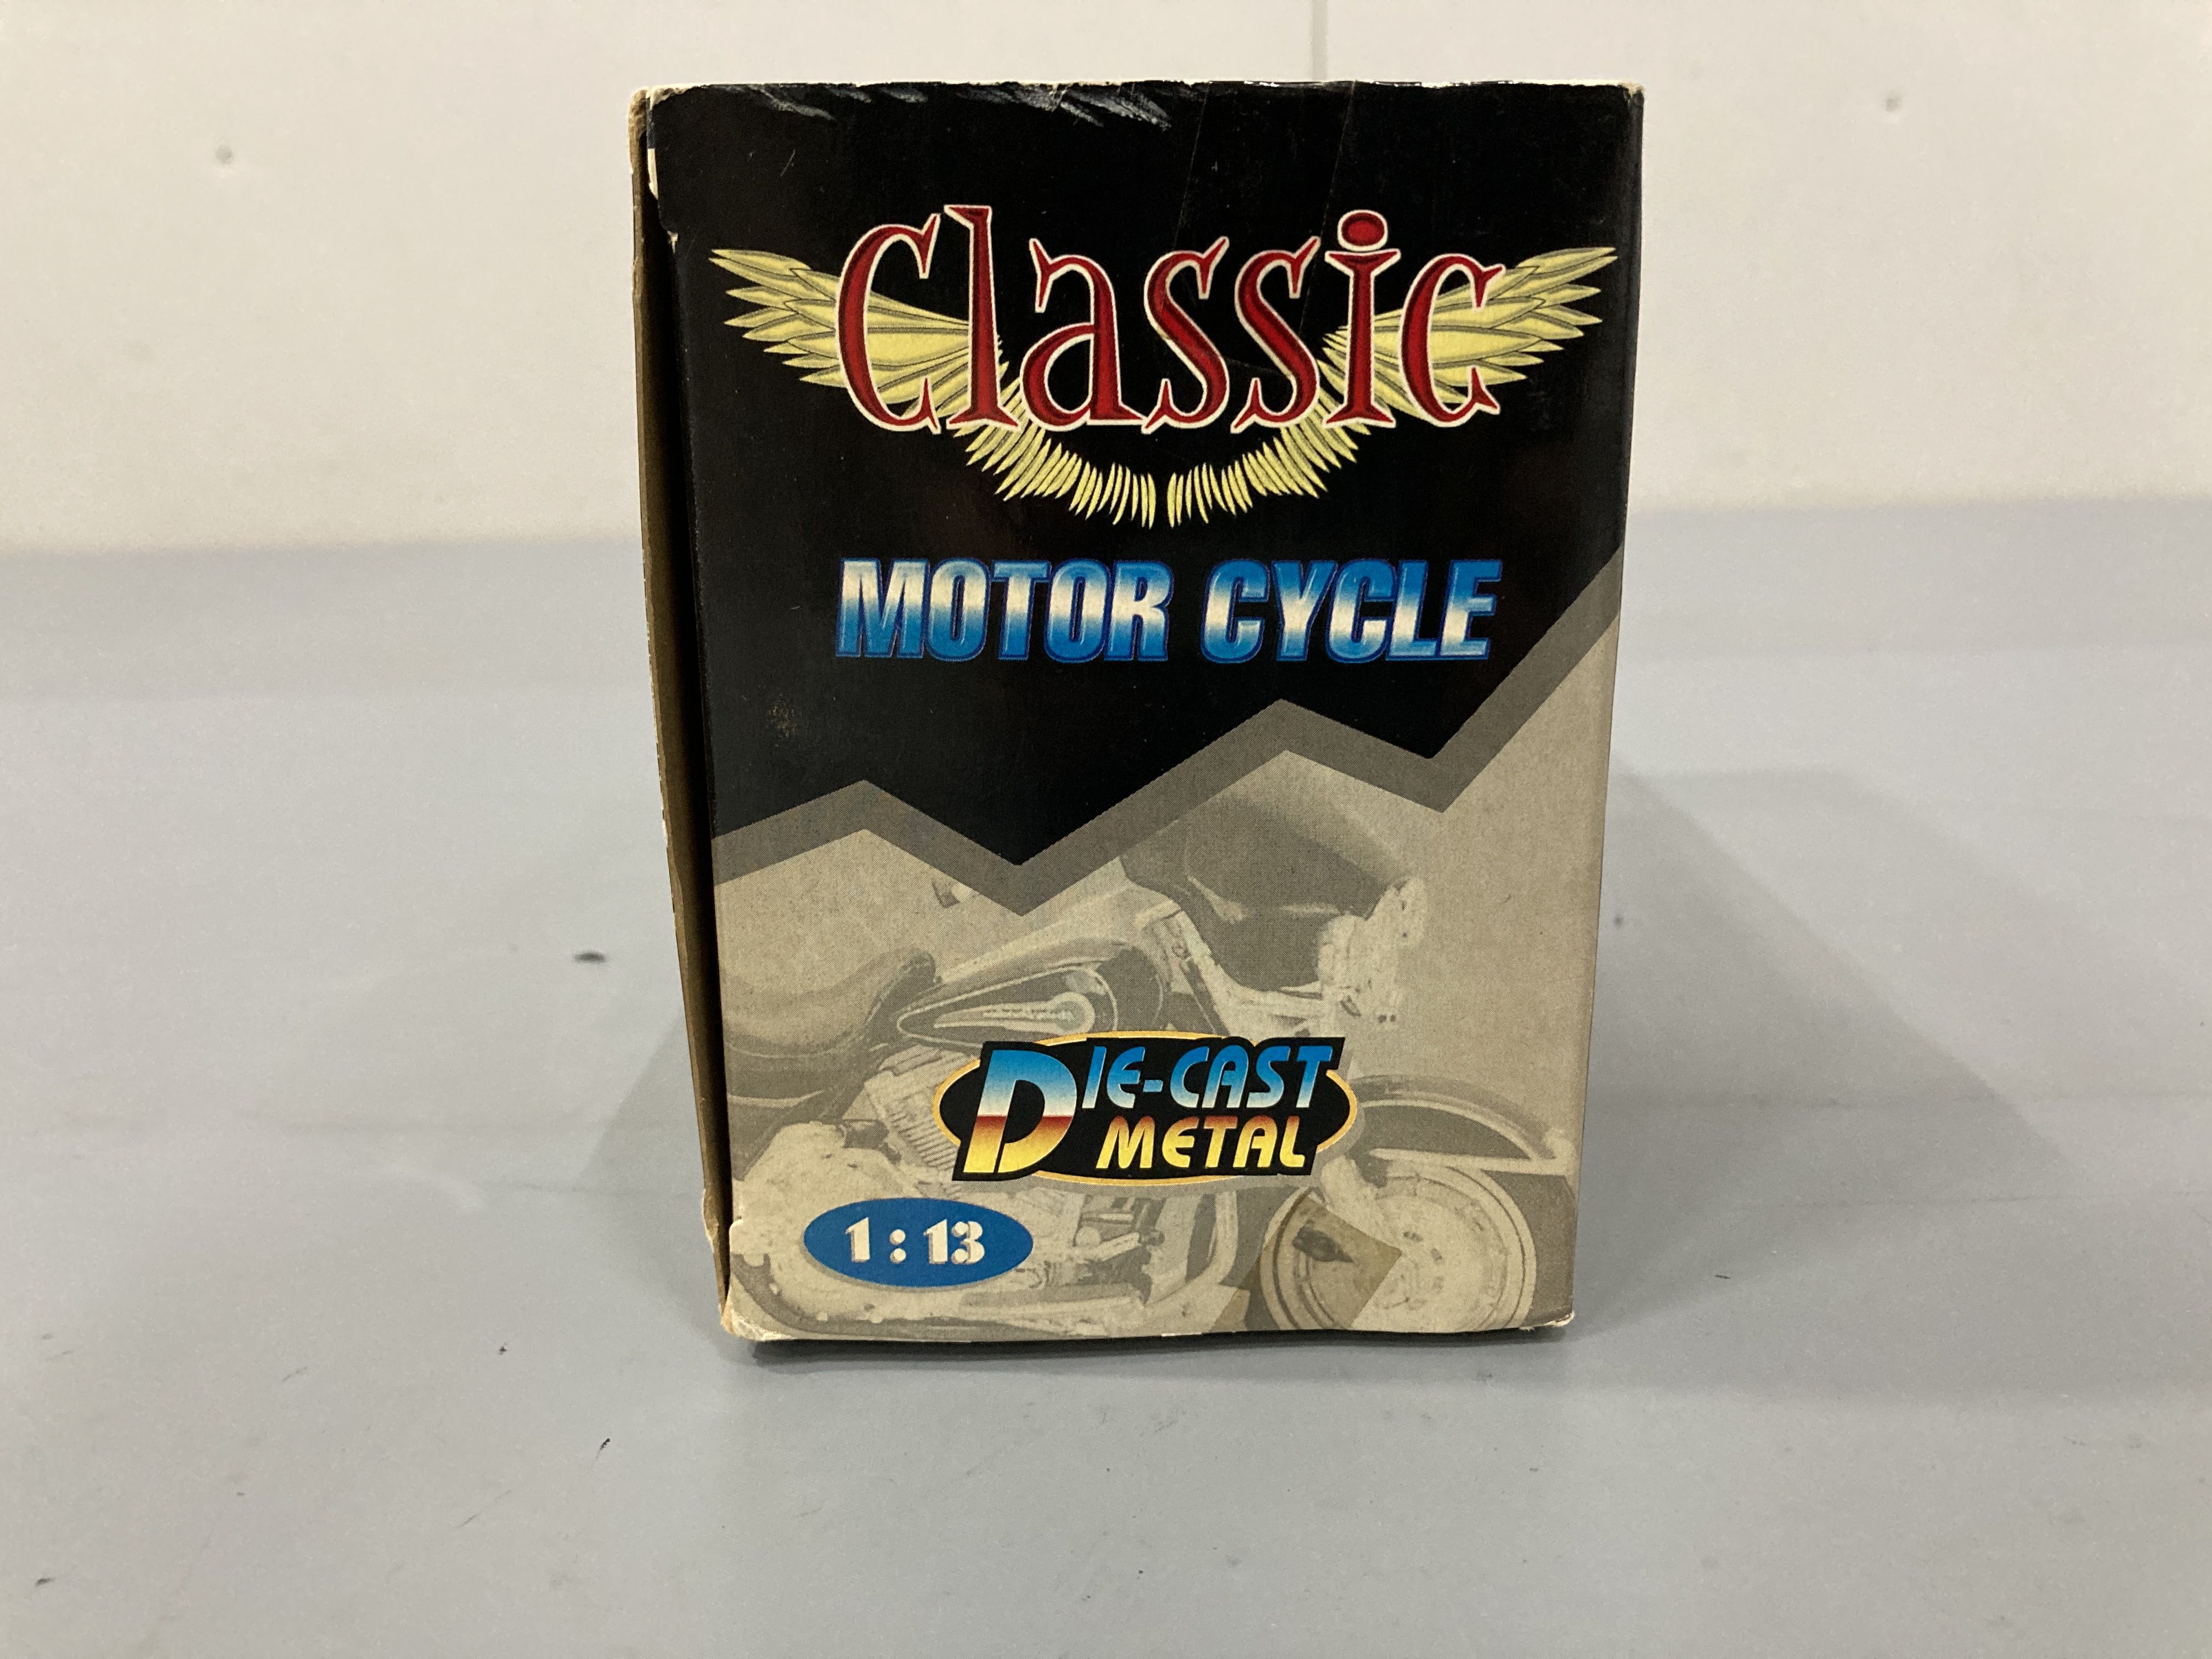 Classic
MOTOR CYCLE
DIE-CAST
METAL
1:13